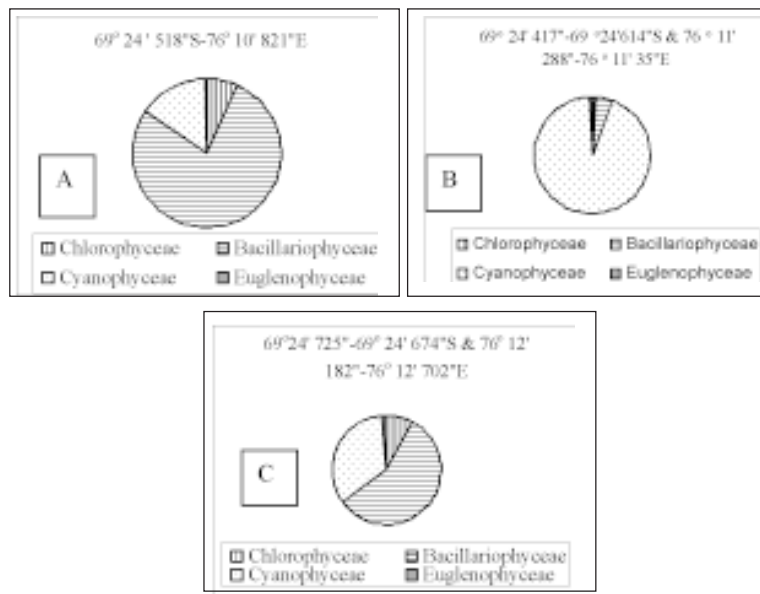 69° 24' 518"S-76° 10' 821"E
A
Chlorophyceae Bacillariophyceae
Cyanophyceae Euglenophyceae
69° 24' 417"-69 °24'614"S & 76 ° 11'
288"-76 ° 11' 35"E
B
Chlorophyceae Bacillariophyceae
Cyanophyceae Euglenophyceae
69°24' 725"-69° 24' 674"S & 76° 12'
182"-76° 12' 702"E
C
Chlorophyceae Bacillariophyceae
Cyanophyceae Euglenophyceae